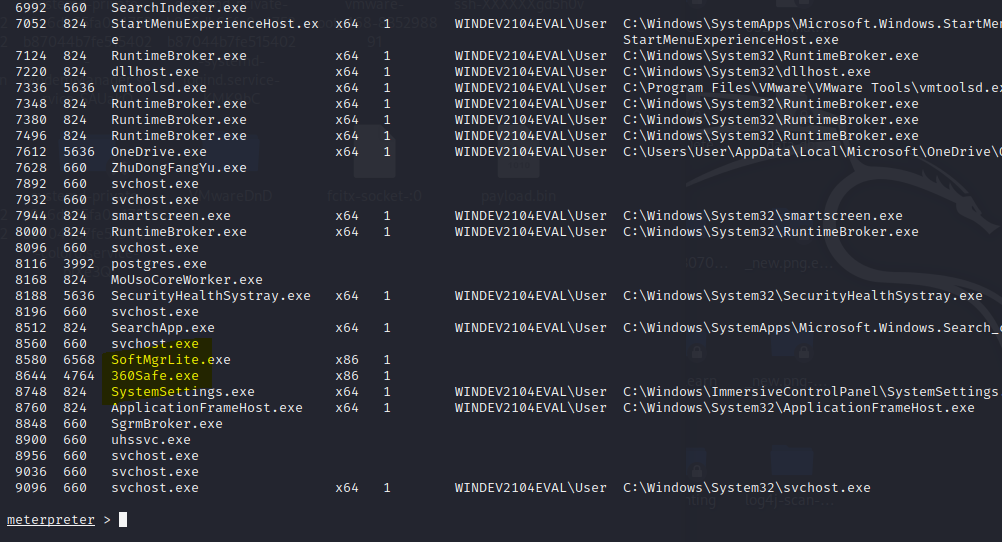 6992 660 SearchIndexer.exe
7052 824 StartMenuExperienceHost.ex x64 1 WINDEV2104EVAL\User C:\Windows\SystemApps\Microsoft.Windows.StartMen
e StartMenuExperienceHost.exe
7124 824 RuntimeBroker.exe x64 1 WINDEV2104EVAL\User C:\Windows\System32\RuntimeBroker.exe
7220 824 dllhost.exe x64 1 WINDEV2104EVAL\User C:\Windows\System32\dllhost.exe
7336 5636 vmtoolsd.exe x64 1 WINDEV2104EVAL\User C:\Program Files\VMware\VMware Tools\vmtoolsd.ex
7348 824 RuntimeBroker.exe x64 1 WINDEV2104EVAL\User C:\Windows\System32\RuntimeBroker.exe
7380 824 RuntimeBroker.exe x64 1 WINDEV2104EVAL\User C:\Windows\System32\RuntimeBroker.exe
7496 824 RuntimeBroker.exe x64 1 WINDEV2104EVAL\User C:\Windows\System32\RuntimeBroker.exe
7612 5636 OneDrive.exe x64 1 WINDEV2104EVAL\User C:\Users\User\AppData\Local\Microsoft\OneDrive\O
7628 660 ZhuDongFangYu.exe
7892 660 svchost.exe
7932 660 svchost.exe
7944 824 smartscreen.exe x64 1 WINDEV2104EVAL\User C:\Windows\System32\smartscreen.exe
8000 824 RuntimeBroker.exe x64 1 WINDEV2104EVAL\User C:\Windows\System32\RuntimeBroker.exe
8096 660 svchost.exe
8116 3992 postgres.exe
8168 824 MoUsoCoreWorker.exe
8188 5636 SecurityHealthSystray.exe x64 1 WINDEV2104EVAL\User C:\Windows\System32\SecurityHealthSystray.exe
8196 660 svchost.exe
8512 824 SearchApp.exe x64 1 WINDEV2104EVAL\User C:\Windows\SystemApps\Microsoft.Windows.Search_c
8560 660 svchost.exe
8580 6568 SoftMgrLite.exe x86 1
8644 4764 360Safe.exe x86 1
8748 824 SystemSettings.exe x64 1 WINDEV2104EVAL\User C:\Windows\ImmersiveControlPanel\SystemSettings
8760 824 ApplicationFrameHost.exe x64 1 WINDEV2104EVAL\User C:\Windows\System32\ApplicationFrameHost.exe
8848 660 SgrmBroker.exe
8900 660 uhssvc.exe
8956 660 svchost.exe
9036 660 svchost.exe
9096 660 svchost.exe x64 1 WINDEV2104EVAL\User C:\Windows\System32\svchost.exe
meterpreter >